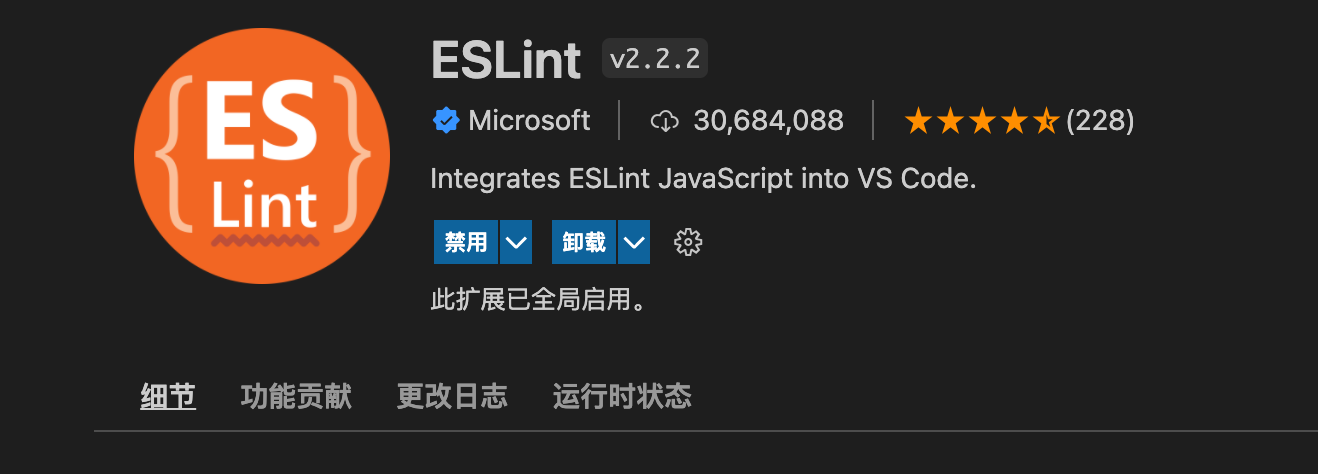 ES
Lint
ESLint v2.2.2
Microsoft 30,684,088 (228)
Integrates ESLint JavaScript into VS Code.
禁用 卸载
此扩展已全局启用。
细节 功能贡献 更改日志 运行时状态